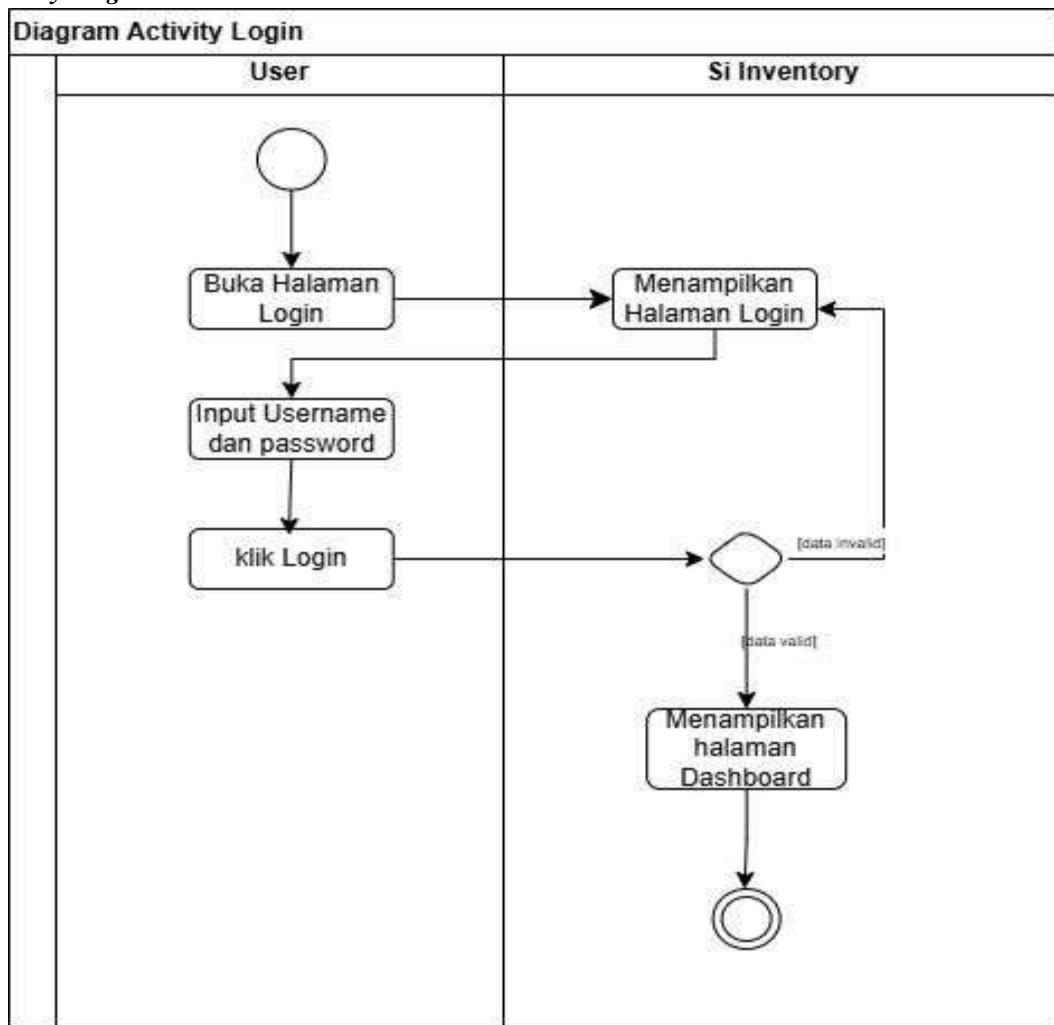 Diagram Activity Login
User
Si Inventory
Buka Halaman
Login
Menampilkan
Halaman Login
Input Username
dan password
klik Login
[data invalid]
[data valid]
Menampilkan
halaman
Dashboard